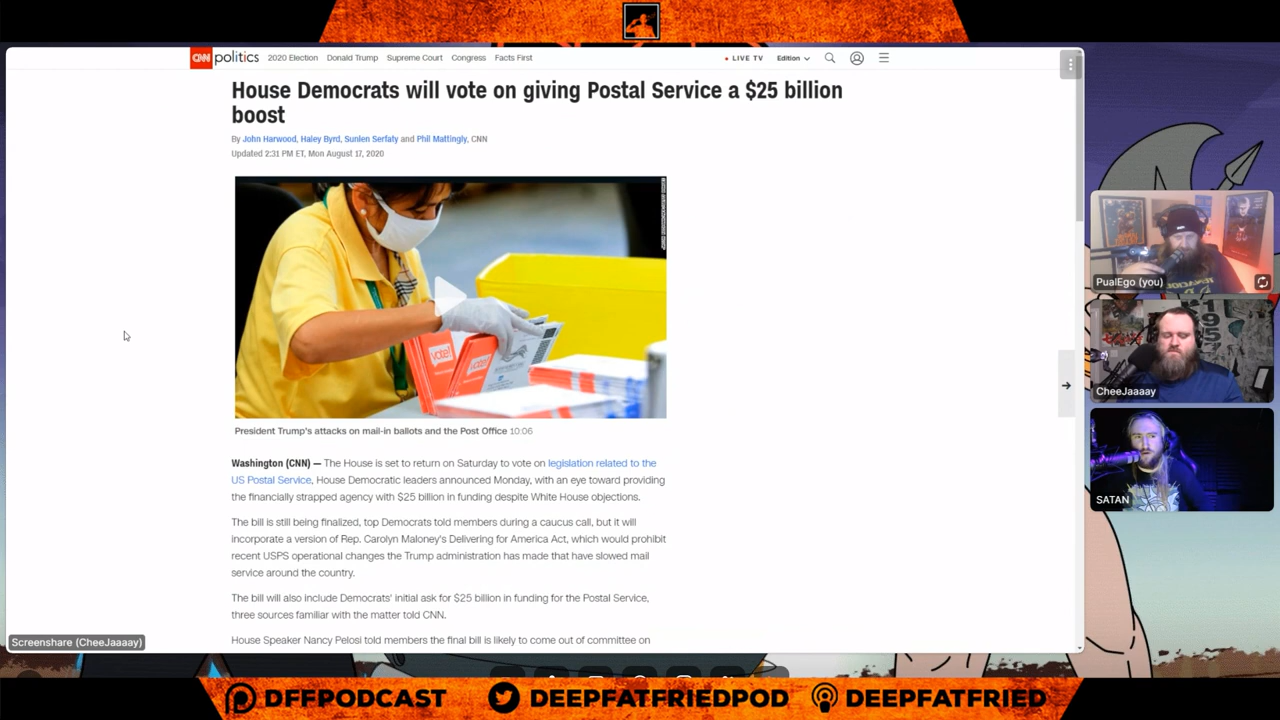 CNN politics 2020 Election Donald Trump Supreme Court Congress Facts First LIVE TV Edition
House Democrats will vote on giving Postal Service a $25 billion
boost
By John Harwood, Haley Byrd, Sunlen Serfaty and Phil Mattingly, CNN
Updated 2:31 PM ET, Mon August 17, 2020
vote!
vote!
President Trump's attacks on mail-in ballots and the Post Office 10:06
Washington (CNN) — The House is set to return on Saturday to vote on legislation related to the
US Postal Service, House Democratic leaders announced Monday, with an eye toward providing
the financially strapped agency with $25 billion in funding despite White House objections.
The bill is still being finalized, top Democrats told members during a caucus call, but it will
incorporate a version of Rep. Carolyn Maloney's Delivering for America Act, which would prohibit
recent USPS operational changes the Trump administration has made that have slowed mail
service around the country.
The bill will also include Democrats' initial ask for $25 billion in funding for the Postal Service,
three sources familiar with the matter told CNN.
House Speaker Nancy Pelosi told members the final bill is likely to come out of committee on
Screenshare (CheeJaaaay)
PualEgo (you)
CheeJaaaay
SATAN
DFFPODCAST DEEPFATFRIEDPOD DEEPFATFRIED